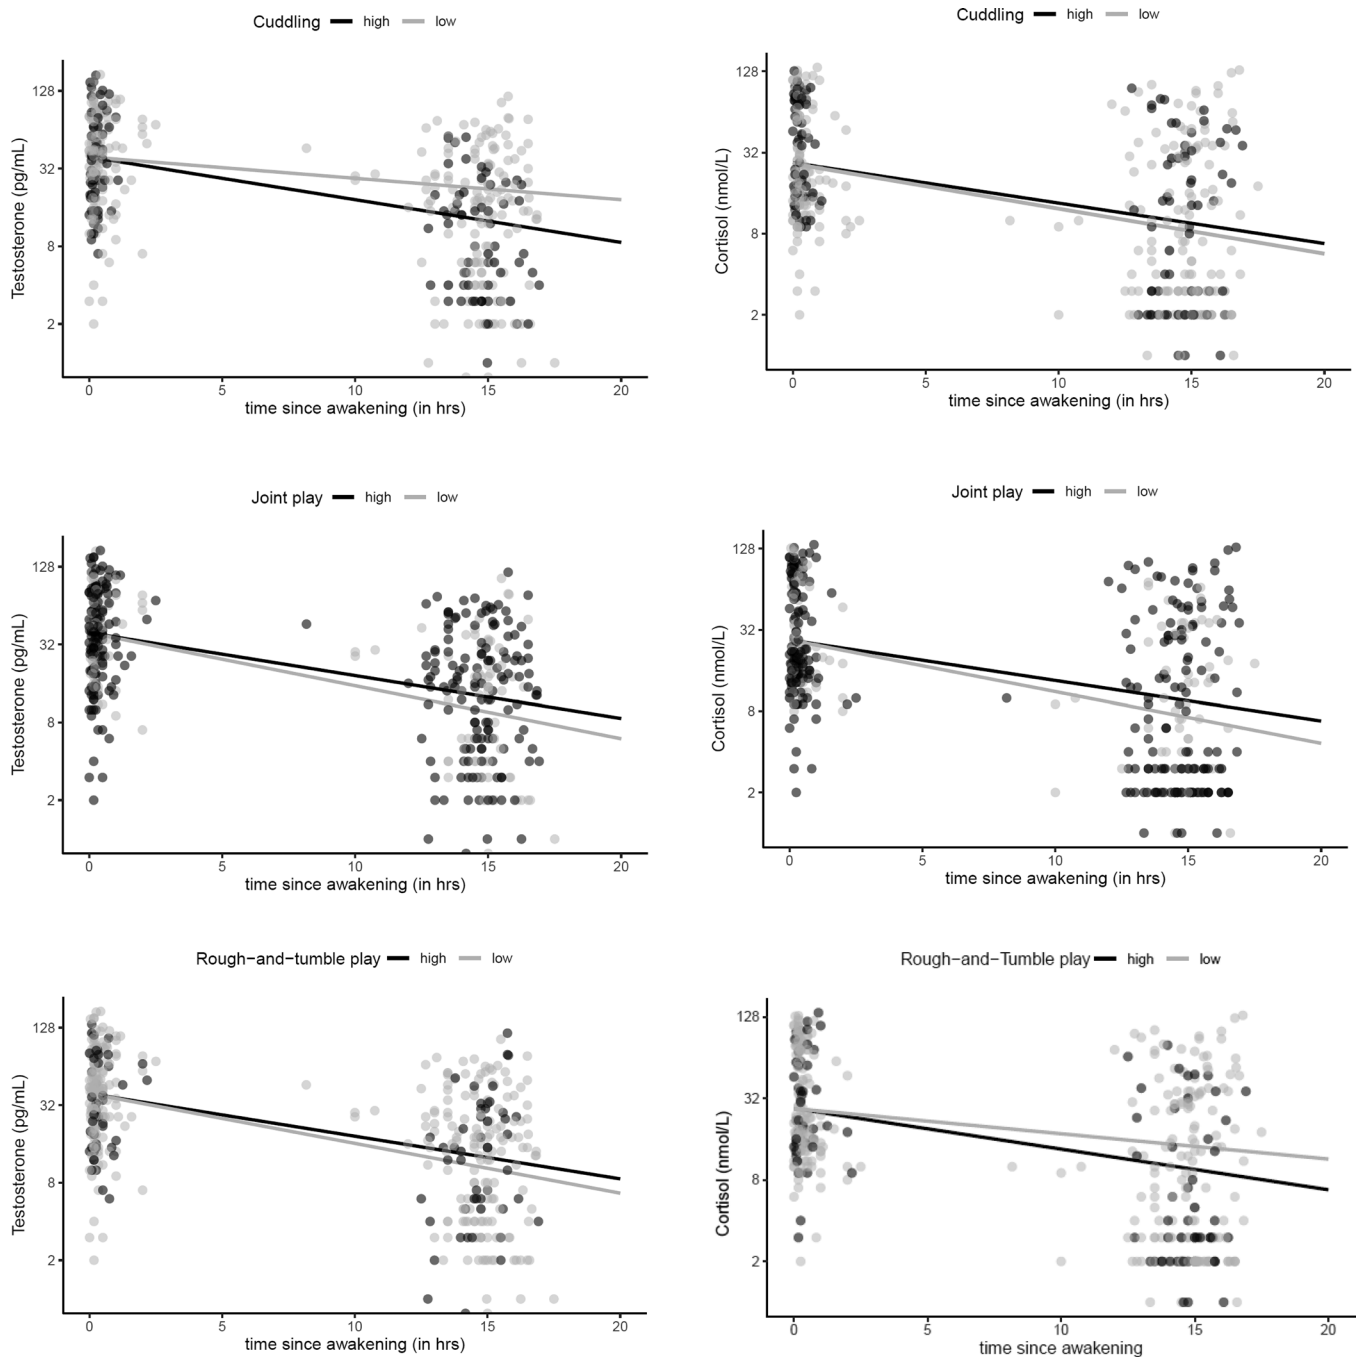 Cuddling high low
128
32
8
2
Testosterone (pg/mL)
0 5 10 15 20
time since awakening (in hrs)
Cuddling high low
128
32
8
2
Cortisol (nmol/L)
0 5 10 15 20
time since awakening (in hrs)
Joint play high low
128
32
8
2
Testosterone (pg/mL)
0 5 10 15 20
time since awakening (in hrs)
Joint play high low
128
32
8
2
Cortisol (nmol/L)
0 5 10 15 20
time since awakening (in hrs)
Rough-and-tumble play high low
128
32
8
2
Testosterone (pg/mL)
0 5 10 15 20
time since awakening (in hrs)
Rough-and-Tumble play high low
128
32
8
2
Cortisol (nmol/L)
0 5 10 15 20
time since awakening